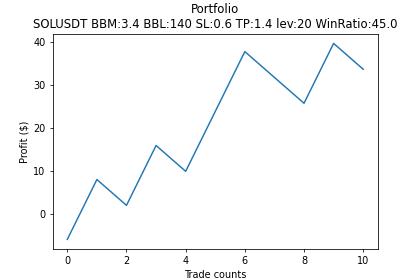 Portfolio
SOLUSDT BBM:3.4 BBL:140 SL:0.6 TP:1.4 lev:20 WinRatio:45.0
40
30
20
10
0
Profit ($)
0 2 4 6 8 10
Trade counts